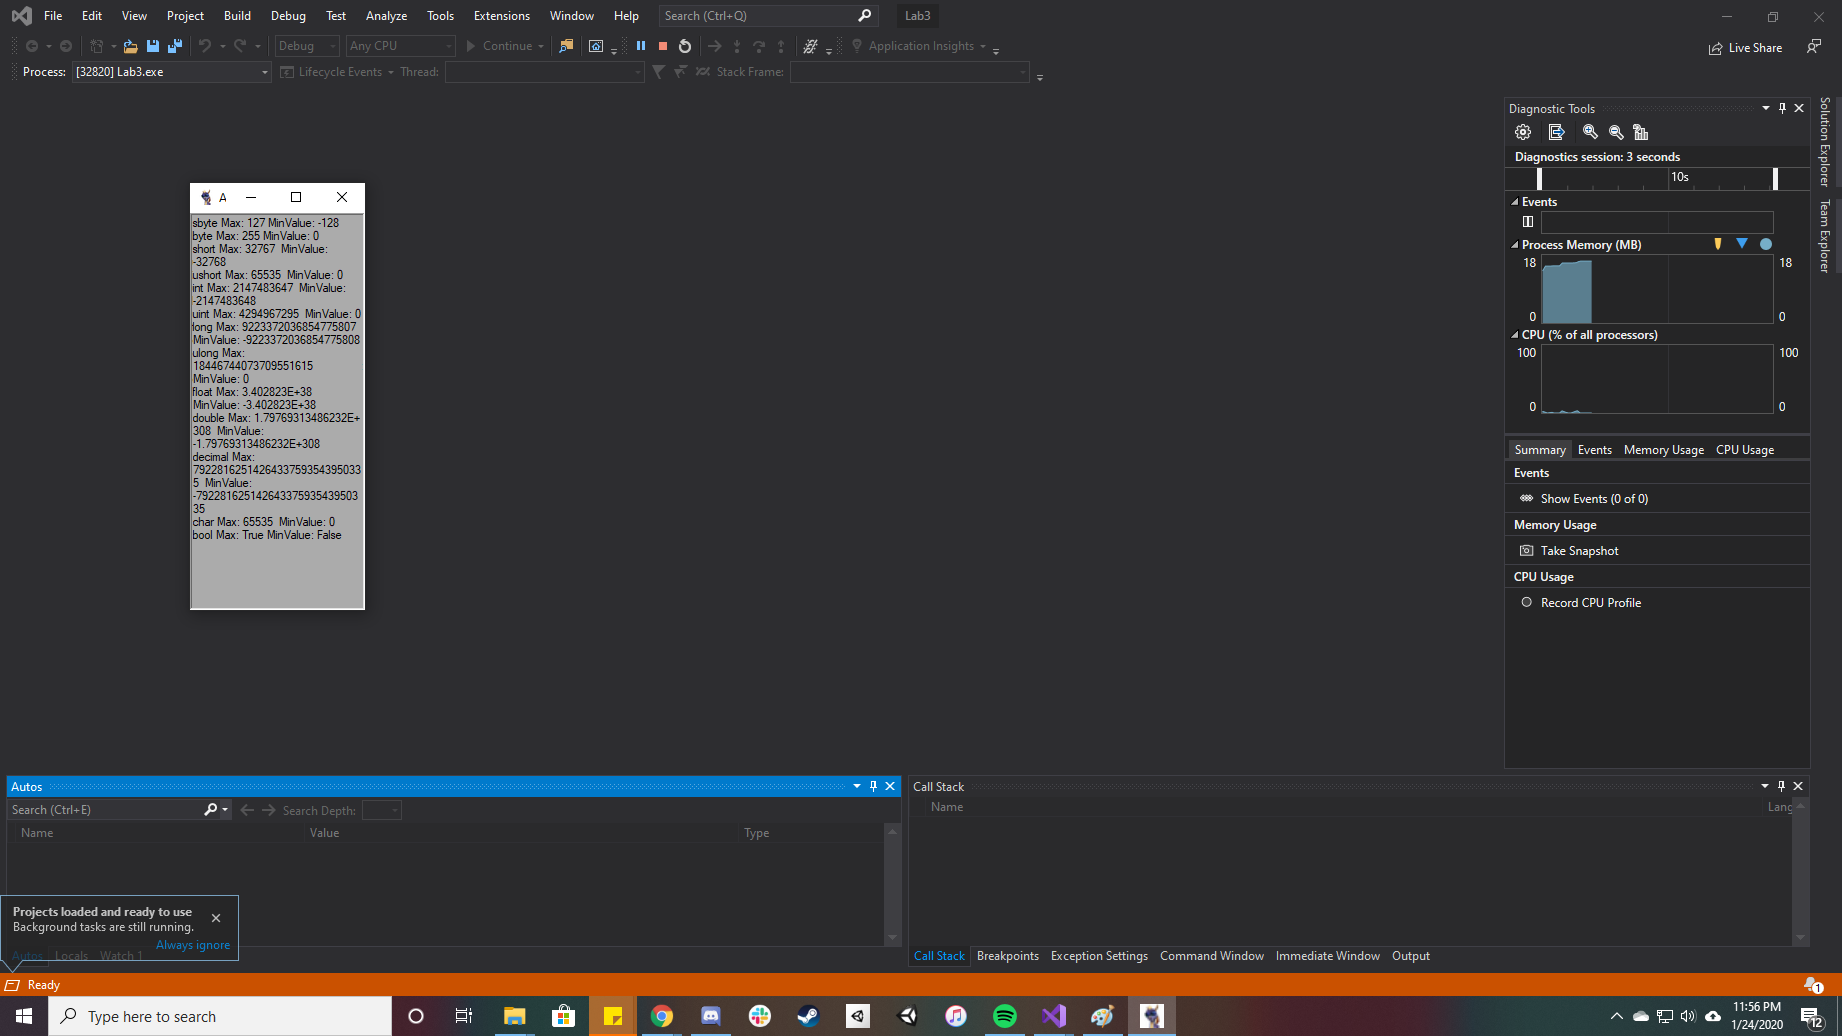 File Edit View Project Build Debug Test Analyze Tools Extensions Window Help Search (Ctrl+Q) Lab3
Debug Any CPU Continue Application Insights Live Share
Process: [32820] Lab3.exe Lifecycle Events Thread: Stack Frame:
A
sbyte Max: 127 MinValue: -128
byte Max: 255 MinValue: 0
short Max: 32767  MinValue:
-32768
ushort Max: 65535  MinValue: 0
int Max: 2147483647  MinValue:
-2147483648
uint Max: 4294967295  MinValue: 0
long Max: 9223372036854775807
MinValue: -9223372036854775808
ulong Max:
18446744073709551615
MinValue: 0
float Max: 3.402823E+38
MinValue: -3.402823E+38
double Max: 1.79769313486232E+
308  MinValue:
-1.79769313486232E+308
decimal Max:
7922816251426433759354395033
5  MinValue:
-792281625142643375935439503
35
char Max: 65535  MinValue: 0
bool Max: True MinValue: False
Diagnostic Tools
Diagnostics session: 3 seconds
10s
Events
Process Memory (MB)
18 18
0 0
CPU (% of all processors)
100 100
0 0
Summary Events Memory Usage CPU Usage
Events
Show Events (0 of 0)
Memory Usage
Take Snapshot
CPU Usage
Record CPU Profile
Solution Explorer
Team Explorer
Autos
Search (Ctrl+E) Search Depth:
Name Value Type
Projects loaded and ready to use
Background tasks are still running.
Always ignore
Autos Locals Watch 1
Call Stack
Name Lang
Call Stack Breakpoints Exception Settings Command Window Immediate Window Output
Ready 1
Type here to search
11:56 PM
1/24/2020
12